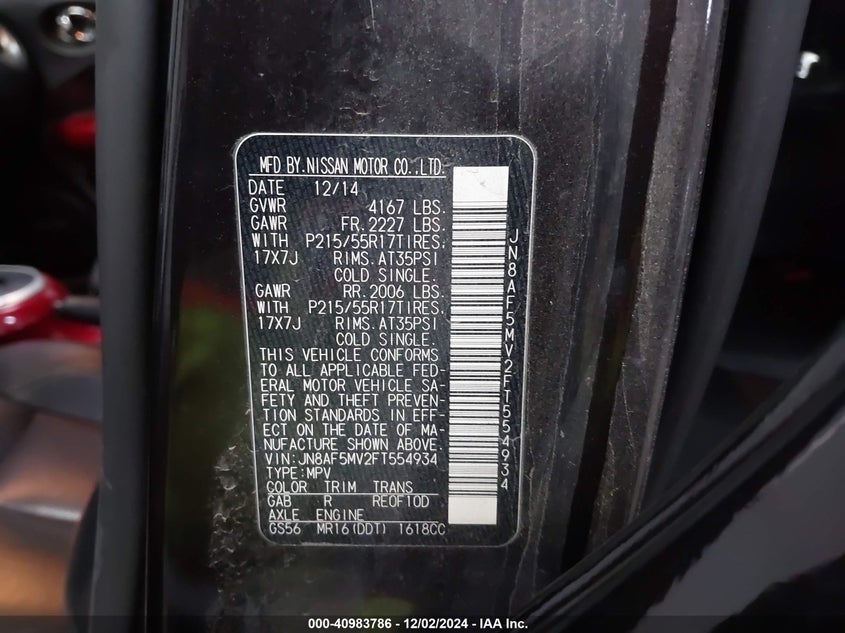 MFD BY.NISSAN MOTOR CO.,LTD.
DATE 12/14
GVWR 4167 LBS.
GAWR FR.2227 LBS.
WITH P215/55R17TIRES.
17X7J RIMS.AT35PSI
COLD SINGLE.
GAWR RR.2006 LBS.
WITH P215/55R17TIRES.
17X7J RIMS.AT35PSI
COLD SINGLE.
THIS VEHICLE CONFORMS
TO ALL APPLICABLE FED-
ERAL MOTOR VEHICLE SA-
FETY AND THEFT PREVEN-
TION STANDARDS IN EFF-
ECT ON THE DATE OF MA-
NUFACTURE SHOWN ABOVE.
VIN:JN8AF5MV2FT554934
TYPE:MPV
COLOR TRIM TRANS
GAB R RE0F10D
AXLE ENGINE
GS56 MR16(DDT) 1618CC
JN8AF5MV2FT554934
000-40983786 - 12/02/2024 - IAA Inc.